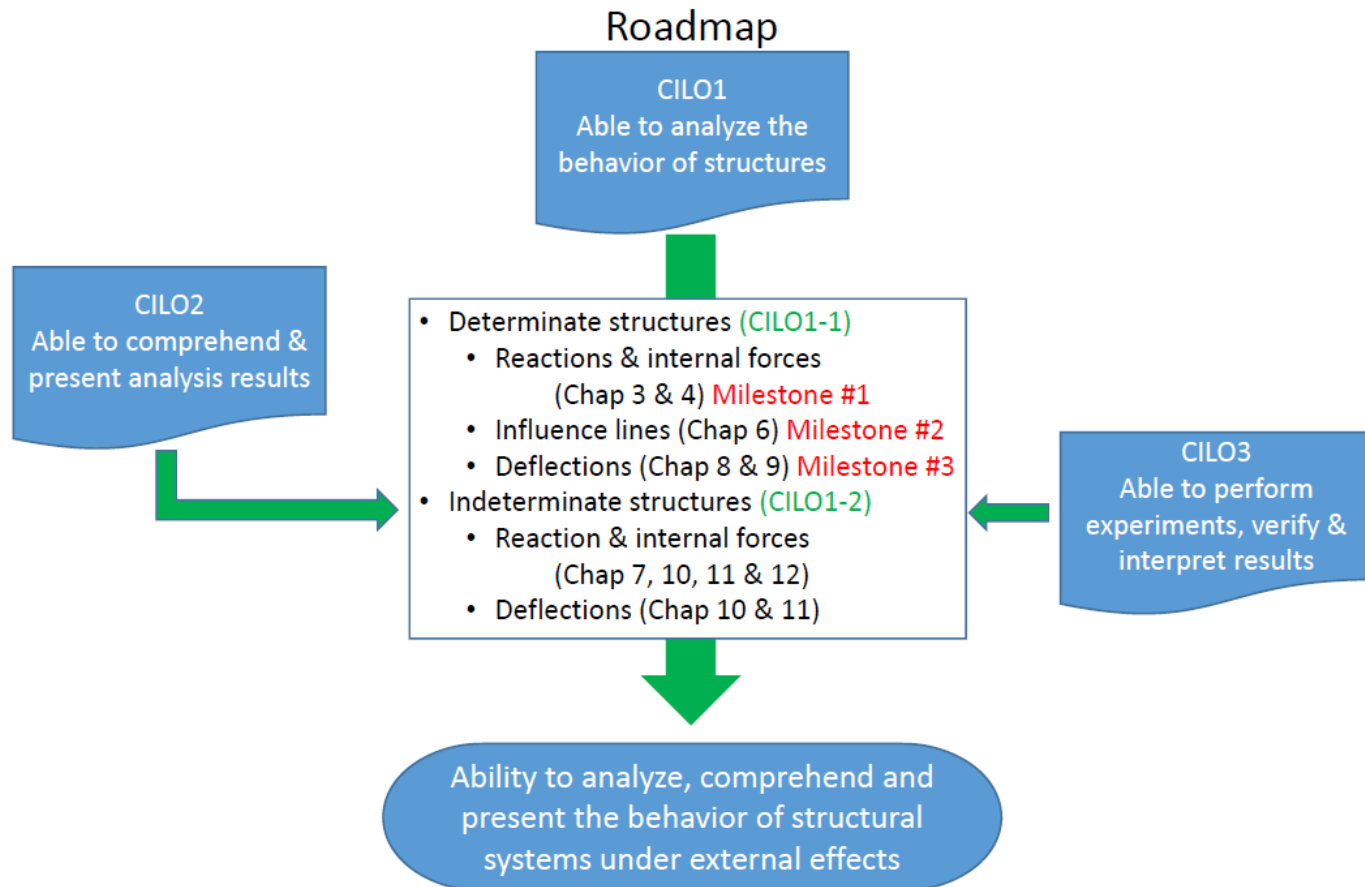 Roadmap
CILO1
Able to analyze the
behavior of structures
CILO2
Able to comprehend &
present analysis results
• Determinate structures (CILO1-1)
• Reactions & internal forces
(Chap 3 & 4) Milestone #1
• Influence lines (Chap 6) Milestone #2
• Deflections (Chap 8 & 9) Milestone #3
• Indeterminate structures (CILO1-2)
• Reaction & internal forces
(Chap 7, 10, 11 & 12)
• Deflections (Chap 10 & 11)
CILO3
Able to perform
experiments, verify &
interpret results
Ability to analyze, comprehend and
present the behavior of structural
systems under external effects